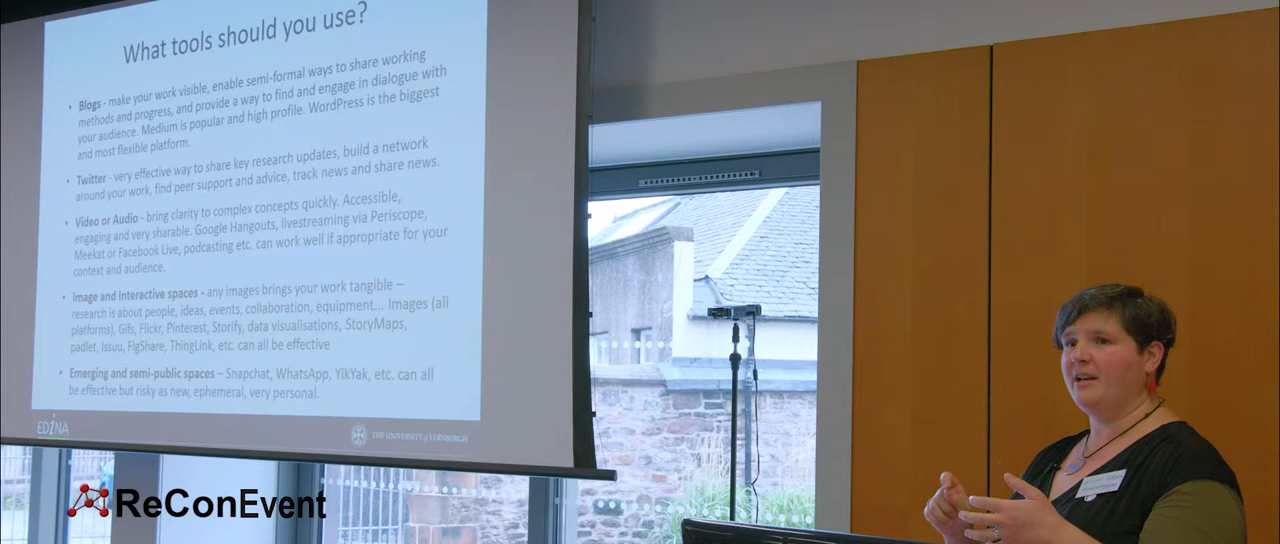 What tools should you use?
• Blogs - make your work visible, enable semi-formal ways to share working
methods and progress, and provide a way to find and engage in dialogue with
your audience. Medium is popular and high profile. WordPress is the biggest
and most flexible platform.
• Twitter - very effective way to share key research updates, build a network
around your work, find peer support and advice, track news and share news.
• Video or Audio - bring clarity to complex concepts quickly. Accessible,
engaging and very sharable. Google Hangouts, livestreaming via Periscope,
Meekat or Facebook Live, podcasting etc. can work well if appropriate for your
context and audience.
• Image and Interactive spaces - any images brings your work tangible –
research is about people, ideas, events, collaboration, equipment... Images (all
platforms), Gifs, Flickr, Pinterest, Storify, data visualisations, StoryMaps,
padlet, Issuu, FigShare, ThingLink, etc. can all be effective
• Emerging and semi-public spaces – Snapchat, WhatsApp, YikYak, etc. can all
be effective but risky as new, ephemeral, very personal.
EDINA
THE UNIVERSITY of EDINBURGH
ReConEvent